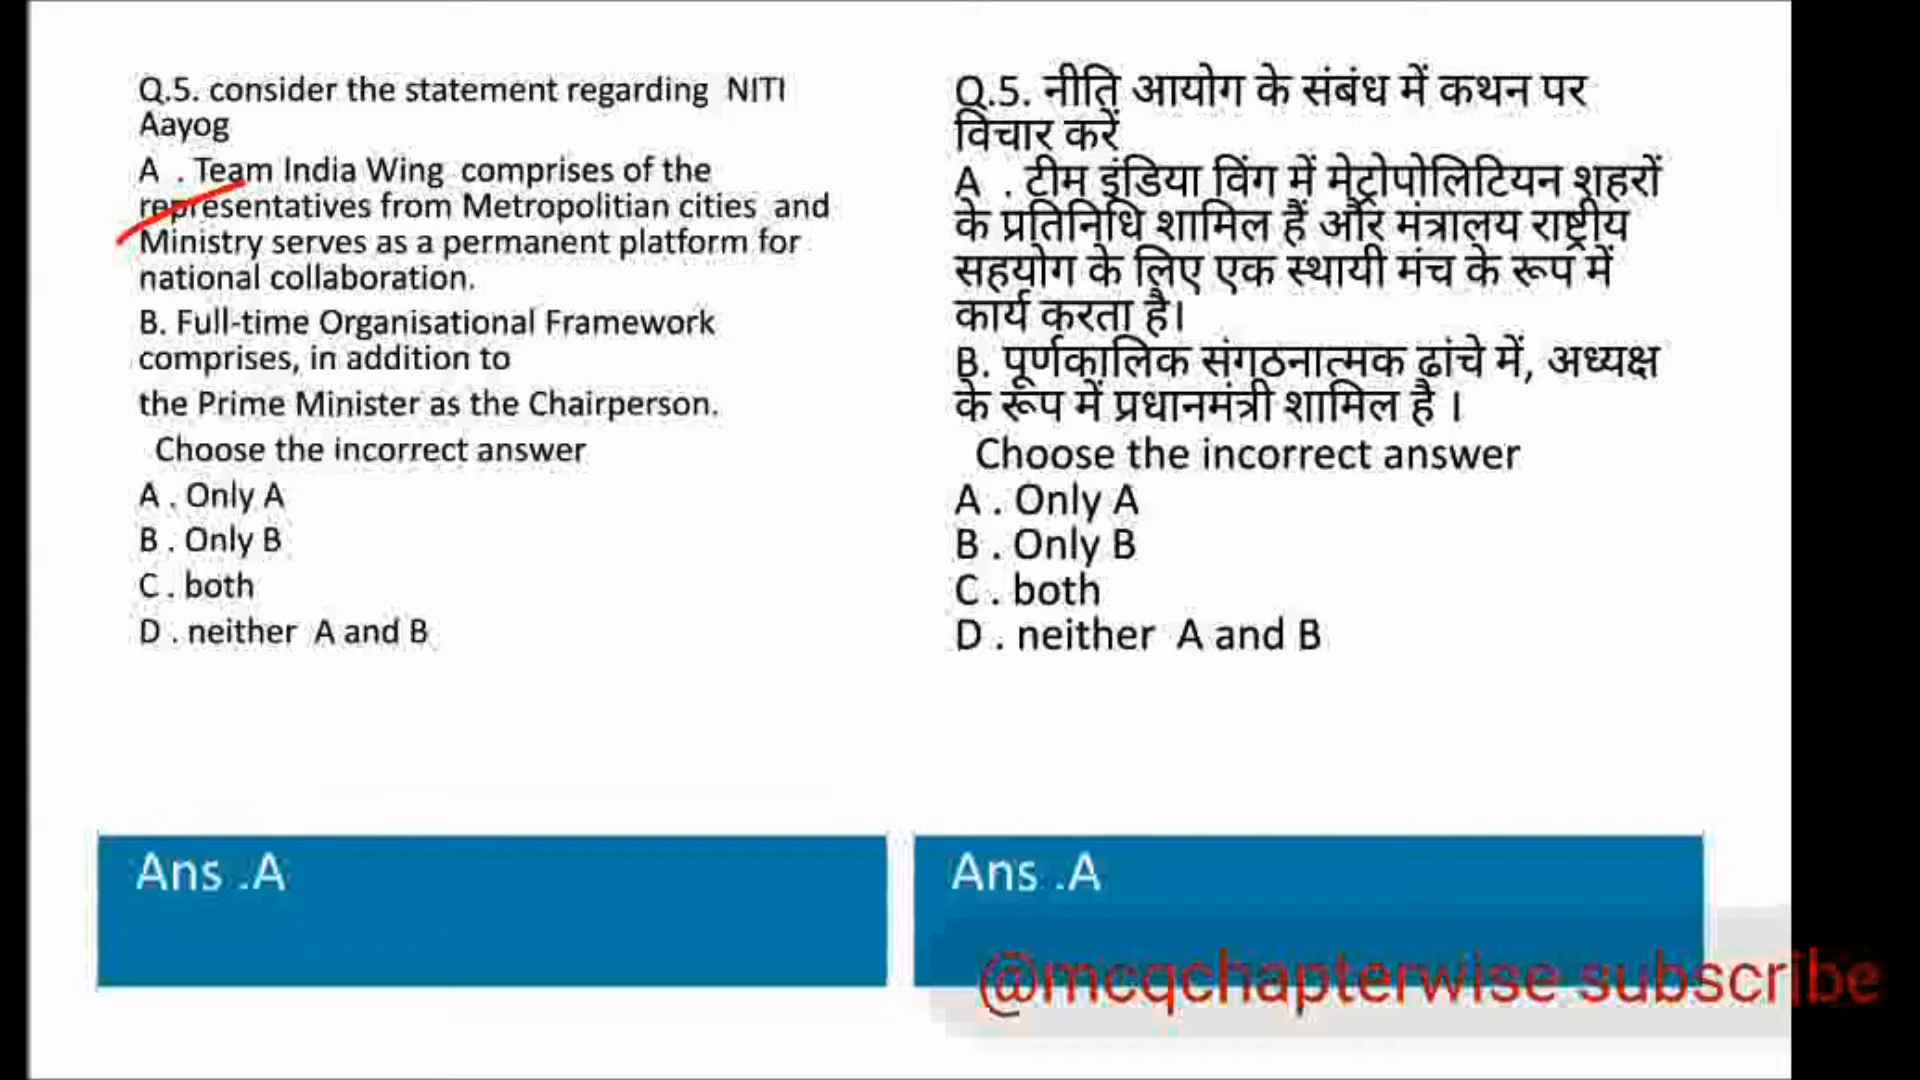 Q.5. consider the statement regarding NITI
Aayog
A . Team India Wing comprises of the
representatives from Metropolitian cities and
Ministry serves as a permanent platform for
national collaboration.
B. Full-time Organisational Framework
comprises, in addition to
the Prime Minister as the Chairperson.
Choose the incorrect answer
A . Only A
B . Only B
C . both
D . neither A and B
Ans .A
Q.5. नीति आयोग के संबंध में कथन पर
विचार करें
A . टीम इंडिया विंग में मेट्रोपोलिटियन शहरों
के प्रतिनिधि शामिल हैं और मंत्रालय राष्ट्रीय
सहयोग के लिए एक स्थायी मंच के रूप में
कार्य करता है।
B. पूर्णकालिक संगठनात्मक ढांचे में, अध्यक्ष
के रूप में प्रधानमंत्री शामिल है ।
Choose the incorrect answer
A . Only A
B . Only B
C . both
D . neither A and B
Ans .A
@mcqchapterwise subscribe